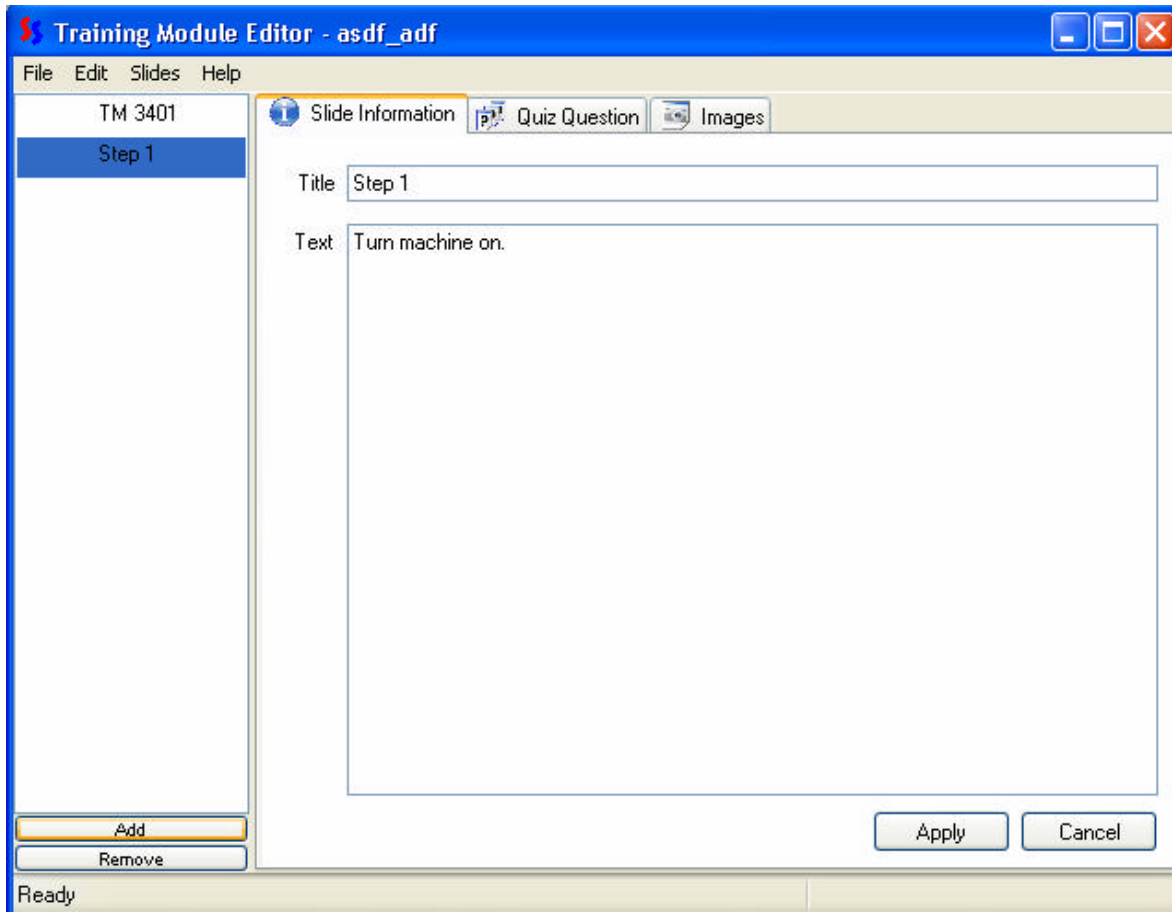 Training Module Editor - asdf_adf
File Edit Slides Help
TM 3401
Step 1
Slide Information Quiz Question Images
Title Step 1
Text Turn machine on.
Add
Remove
Apply Cancel
Ready